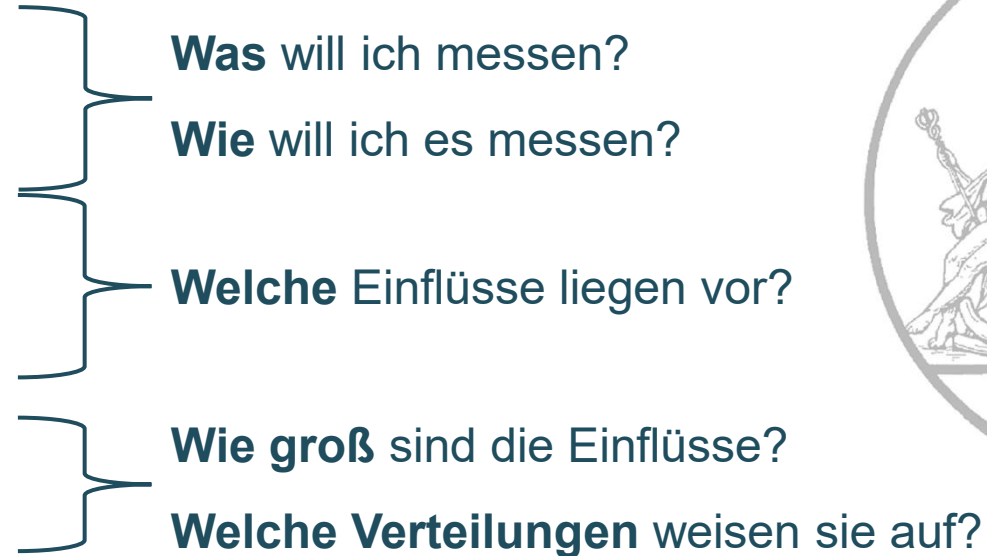 Was will ich messen?
Wie will ich es messen?
Welche Einflüsse liegen vor?
Wie groß sind die Einflüsse?
Welche Verteilungen weisen sie auf?